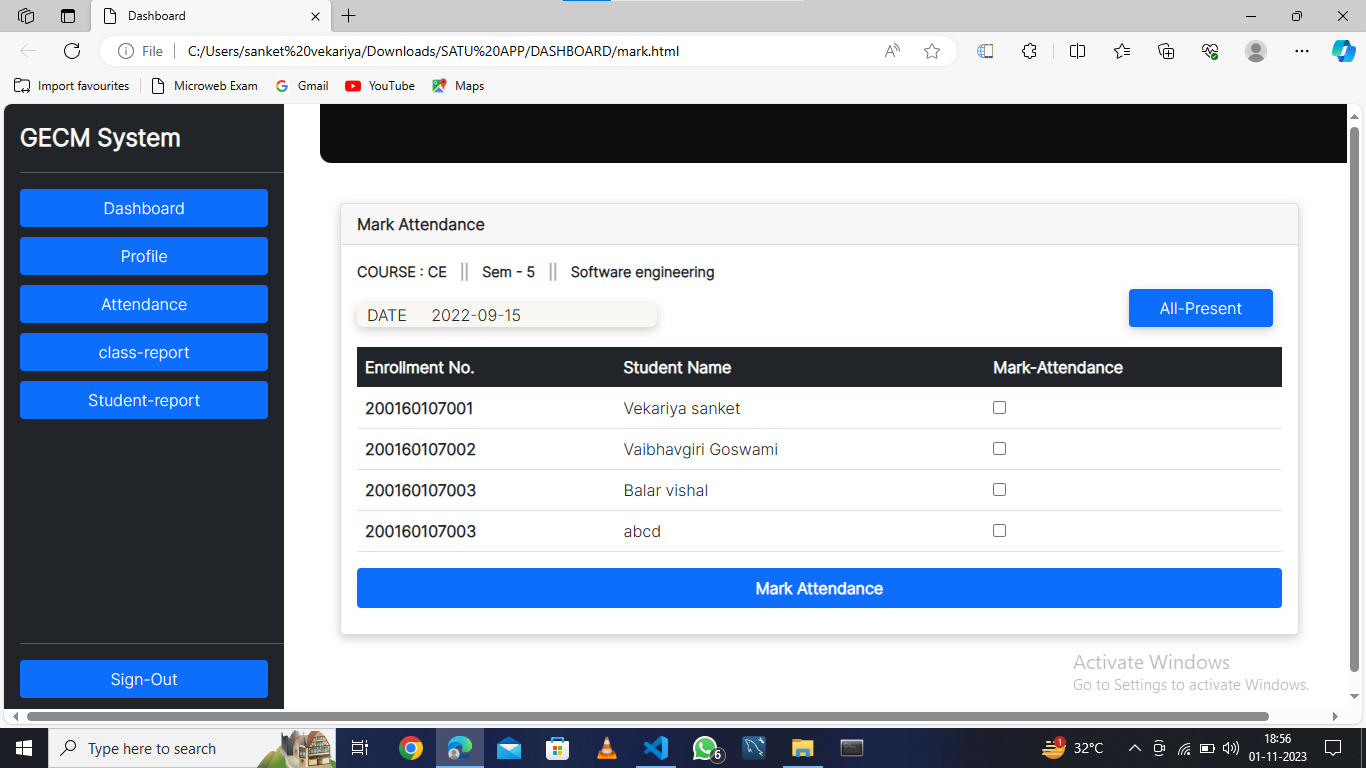 Dashboard
File
C:/Users/sanket%20vekariya/Downloads/SATU%20APP/DASHBOARD/mark.html
Import favourites Microweb Exam Gmail YouTube Maps
GECM System
Dashboard
Profile
Attendance
class-report
Student-report
Sign-Out
Mark Attendance
COURSE : CE || Sem - 5 || Software engineering
DATE 2022-09-15
All-Present
Enrollment No. Student Name Mark-Attendance
200160107001 Vekariya sanket
200160107002 Vaibhavgiri Goswami
200160107003 Balar vishal
200160107003 abcd
Mark Attendance
Activate Windows
Go to Settings to activate Windows.
Type here to search
6
1
32°C
18:56
01-11-2023